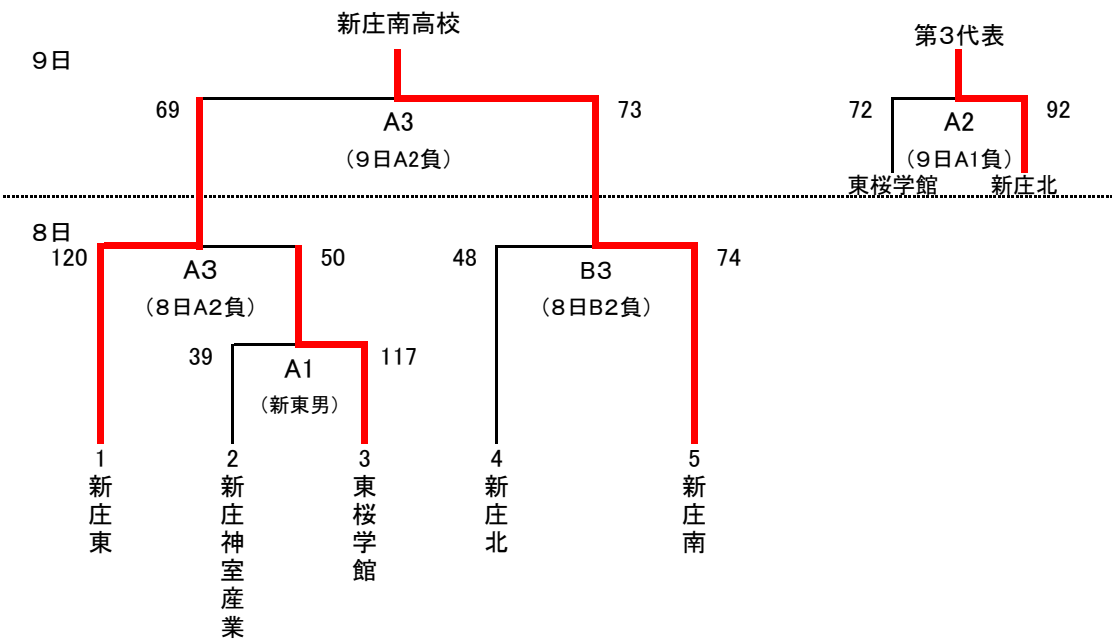 新庄南高校
第3代表
9日
69
73
72
92
A3
A2
(9日A2負)
(9日A1負)
東桜学館
新庄北
8日
120
50
48
74
A3
B3
(8日A2負)
(8日B2負)
39
117
A1
(新東男)
1
2
3
4
5
新庄東
新庄神室産業
東桜学館
新庄北
新庄南